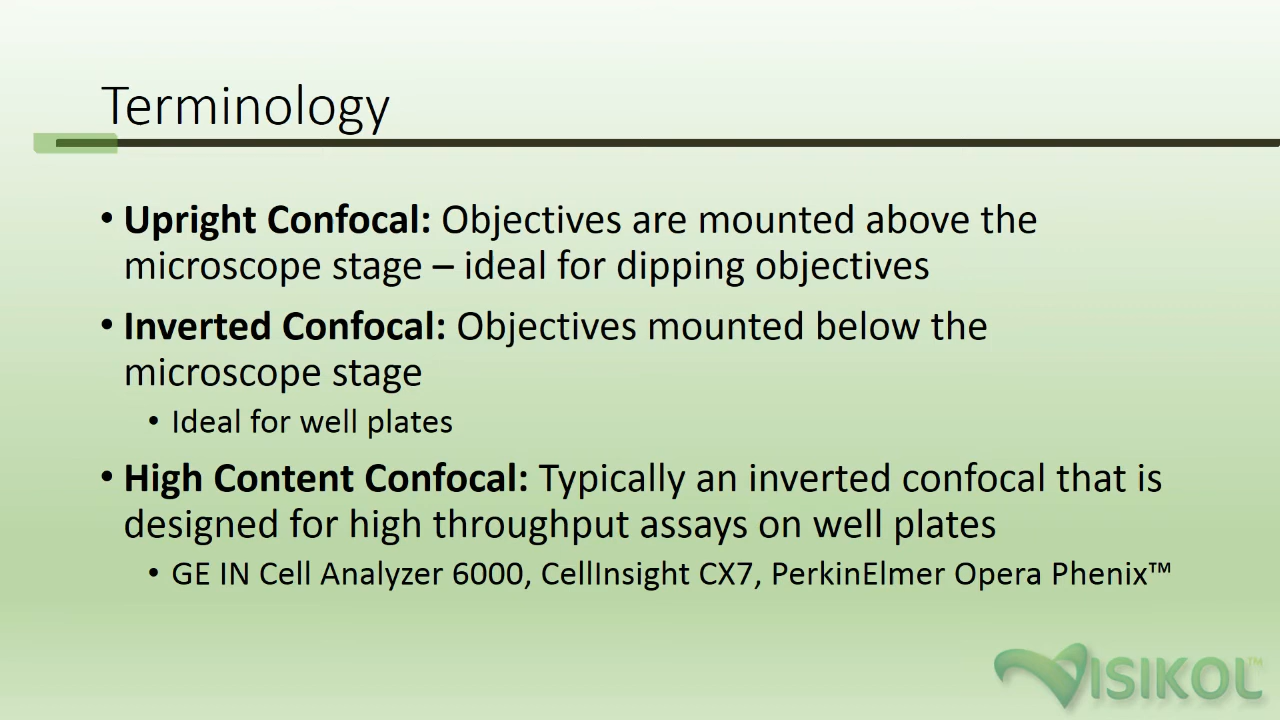 Terminology
• Upright Confocal: Objectives are mounted above the
microscope stage – ideal for dipping objectives
• Inverted Confocal: Objectives mounted below the
microscope stage
• Ideal for well plates
• High Content Confocal: Typically an inverted confocal that is
designed for high throughput assays on well plates
• GE IN Cell Analyzer 6000, CellInsight CX7, PerkinElmer Opera Phenix™
VISIKOL™